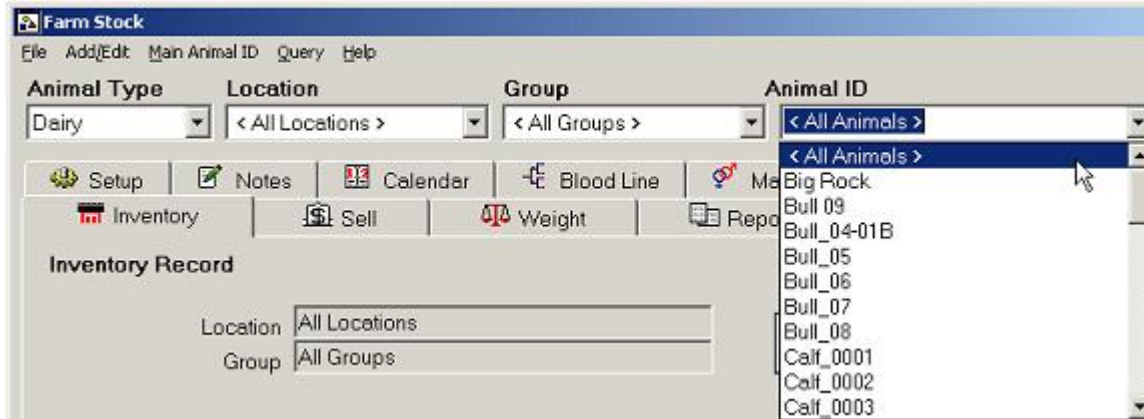 Farm Stock
File Add/Edit Main Animal ID Query Help
Animal Type Location Group Animal ID
Dairy < All Locations > < All Groups > < All Animals >
< All Animals >
Big Rock
Bull 09
Bull_04-01B
Bull_05
Bull_06
Bull_07
Bull_08
Calf_0001
Calf_0002
Calf_0003
Setup Notes Calendar Blood Line Ma
Inventory Sell Weight Repo
Inventory Record
Location All Locations
Group All Groups